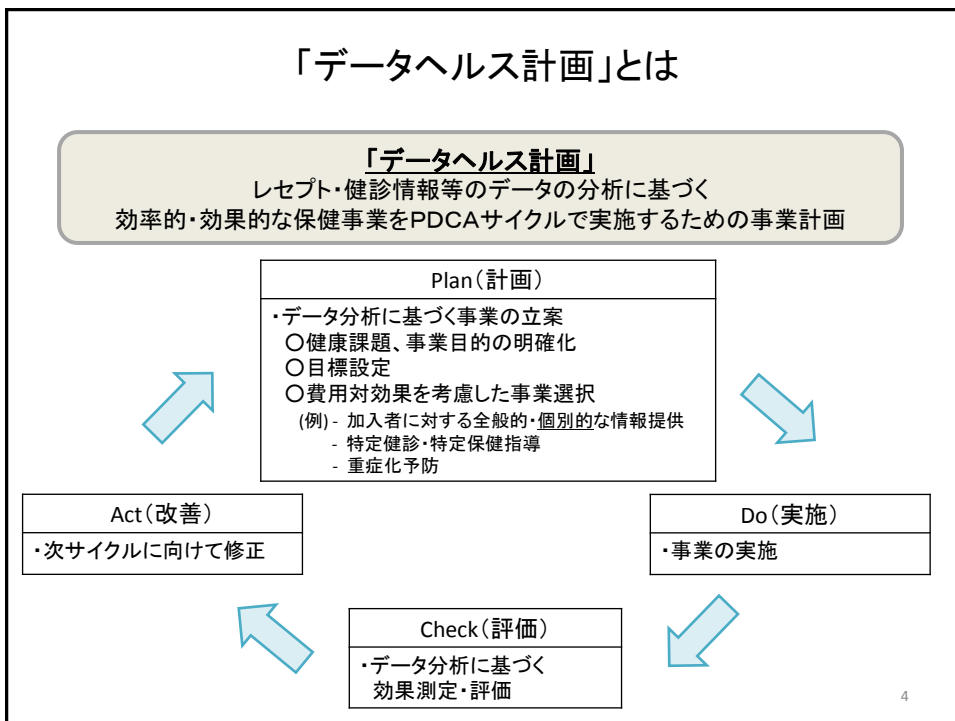 「データヘルス計画」とは
「データヘルス計画」
レセプト・健診情報等のデータの分析に基づく
効率的・効果的な保健事業をPDCAサイクルで実施するための事業計画
Plan(計画)
・データ分析に基づく事業の立案
〇健康課題、事業目的の明確化
〇目標設定
〇費用対効果を考慮した事業選択
(例) - 加入者に対する全般的・個別的な情報提供
- 特定健診・特定保健指導
- 重症化予防
Act(改善)
・次サイクルに向けて修正
Do(実施)
・事業の実施
Check(評価)
・データ分析に基づく
効果測定・評価
4